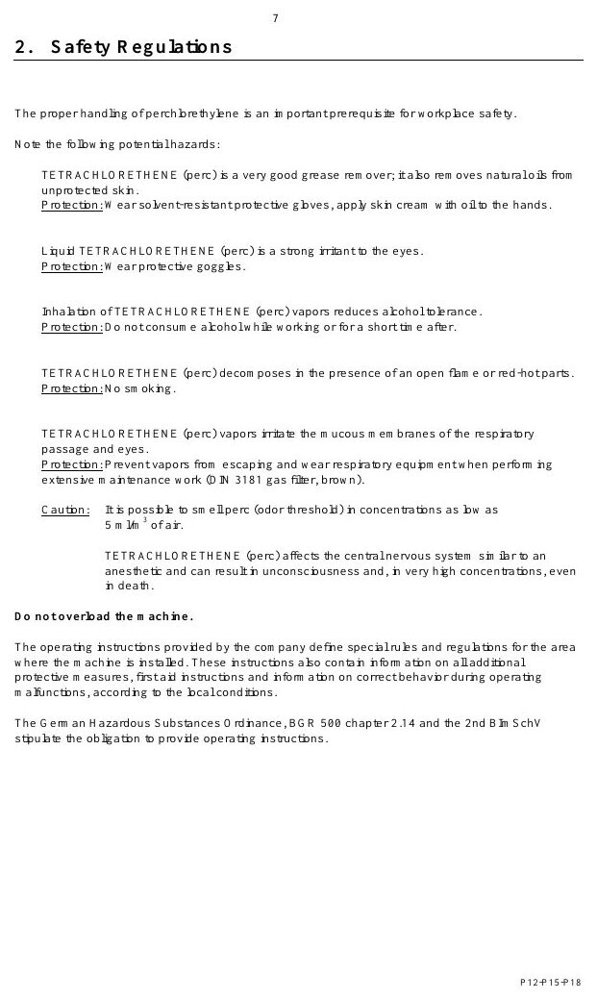 7
2. Safety Regulations
The proper handling of perchlorethylene is an important prerequisite for workplace safety.
Note the following potential hazards:
TETRACHLORETHENE (perc) is a very good grease remover; it also removes natural oils from
unprotected skin.
Protection: Wear solvent-resistant protective gloves, apply skin cream with oil to the hands.
Liquid TETRACHLORETHENE (perc) is a strong irritant to the eyes.
Protection: Wear protective goggles.
Inhalation of TETRACHLORETHENE (perc) vapors reduces alcohol tolerance.
Protection: Do not consume alcohol while working or for a short time after.
TETRACHLORETHENE (perc) decomposes in the presence of an open flame or red-hot parts.
Protection: No smoking.
TETRACHLORETHENE (perc) vapors irritate the mucous membranes of the respiratory
passage and eyes.
Protection: Prevent vapors from escaping and wear respiratory equipment when performing
extensive maintenance work (DIN 3181 gas filter, brown).
Caution: It is possible to smell perc (odor threshold) in concentrations as low as
5 ml/m³ of air.
TETRACHLORETHENE (perc) affects the central nervous system similar to an
anesthetic and can result in unconsciousness and, in very high concentrations, even
in death.
Do not overload the machine.
The operating instructions provided by the company define special rules and regulations for the area
where the machine is installed. These instructions also contain information on all additional
protective measures, first aid instructions and information on correct behavior during operating
malfunctions, according to the local conditions.
The German Hazardous Substances Ordinance, BGR 500 chapter 2.14 and the 2nd BImSchV
stipulate the obligation to provide operating instructions.
P12-P15-P18